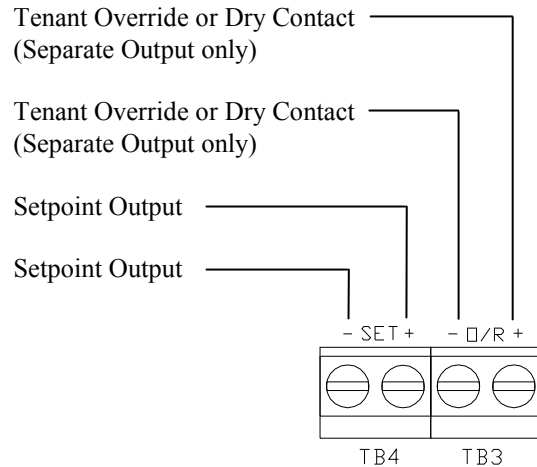 Tenant Override or Dry Contact
(Separate Output only)
Tenant Override or Dry Contact
(Separate Output only)
Setpoint Output
Setpoint Output
- SET + - O/R +
TB4 TB3